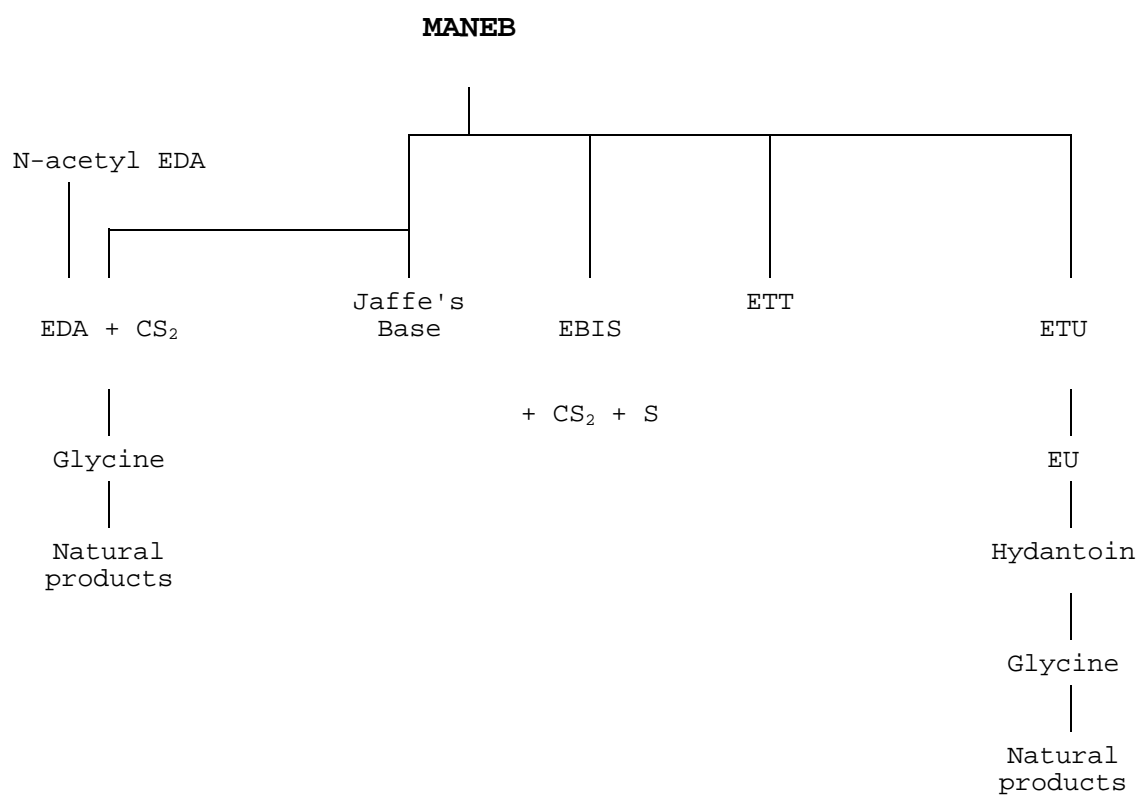 MANEB
N-acetyl EDA
Jaffe's
Base
ETT
EDA + CS₂
EBIS
ETU
+ CS₂ + S
Glycine
EU
Natural
products
Hydantoin
Glycine
Natural
products